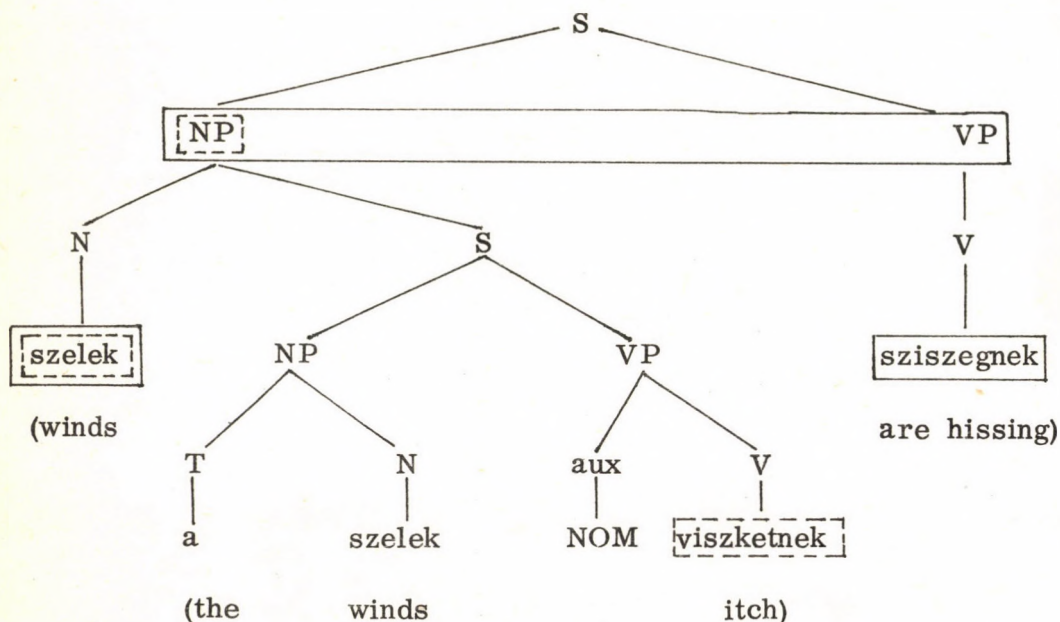 S
NP VP
N S V
szelek NP VP sziszegnek
(winds are hissing)
T N aux V
a szelek NOM viszketnek
(the winds itch)